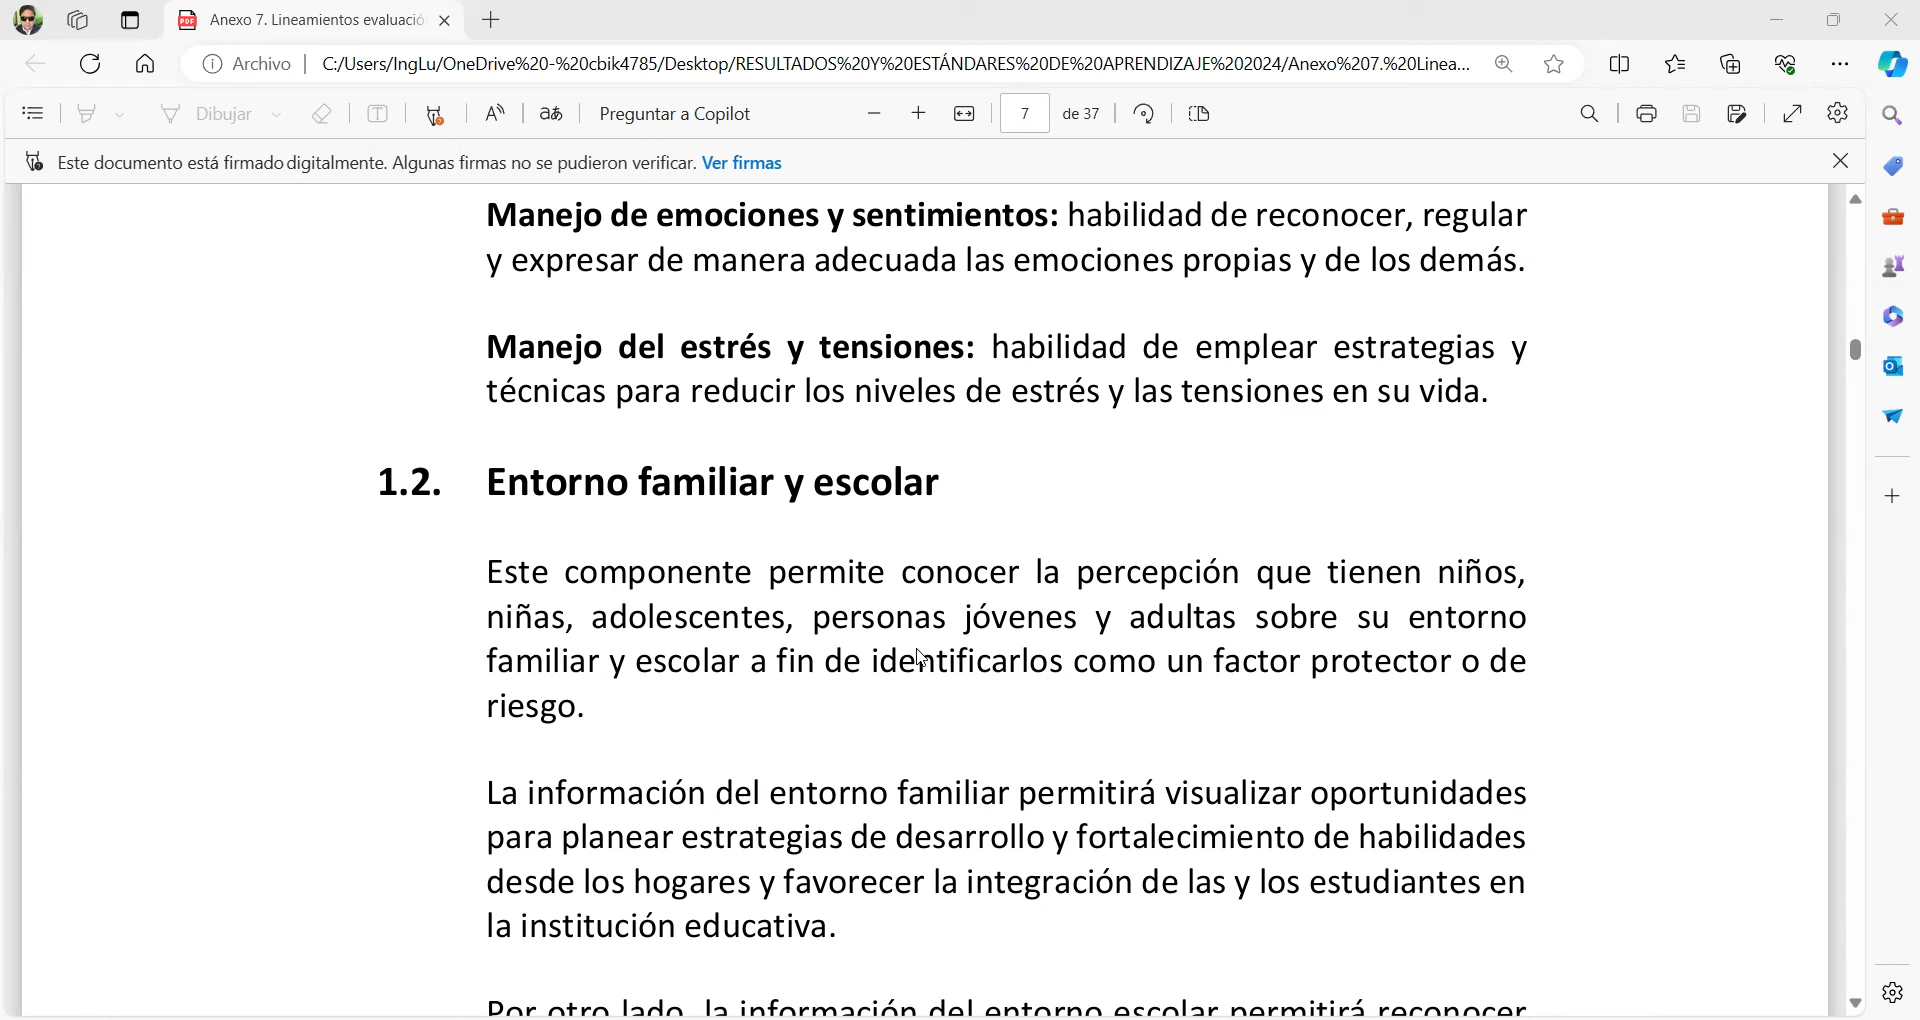 Anexo 7. Lineamientos evaluació
Archivo
C:/Users/IngLu/OneDrive%20-%20cbik4785/Desktop/RESULTADOS%20Y%20ESTÁNDARES%20DE%20APRENDIZAJE%202024/Anexo%207.%20Linea...
Dibujar
Preguntar a Copilot
7 de 37
Este documento está firmado digitalmente. Algunas firmas no se pudieron verificar. Ver firmas
Manejo de emociones y sentimientos: habilidad de reconocer, regular
y expresar de manera adecuada las emociones propias y de los demás.
Manejo del estrés y tensiones: habilidad de emplear estrategias y
técnicas para reducir los niveles de estrés y las tensiones en su vida.
1.2. Entorno familiar y escolar
Este componente permite conocer la percepción que tienen niños,
niñas, adolescentes, personas jóvenes y adultas sobre su entorno
familiar y escolar a fin de identificarlos como un factor protector o de
riesgo.
La información del entorno familiar permitirá visualizar oportunidades
para planear estrategias de desarrollo y fortalecimiento de habilidades
desde los hogares y favorecer la integración de las y los estudiantes en
la institución educativa.
Por otro lado, la información del entorno escolar permitirá reconocer